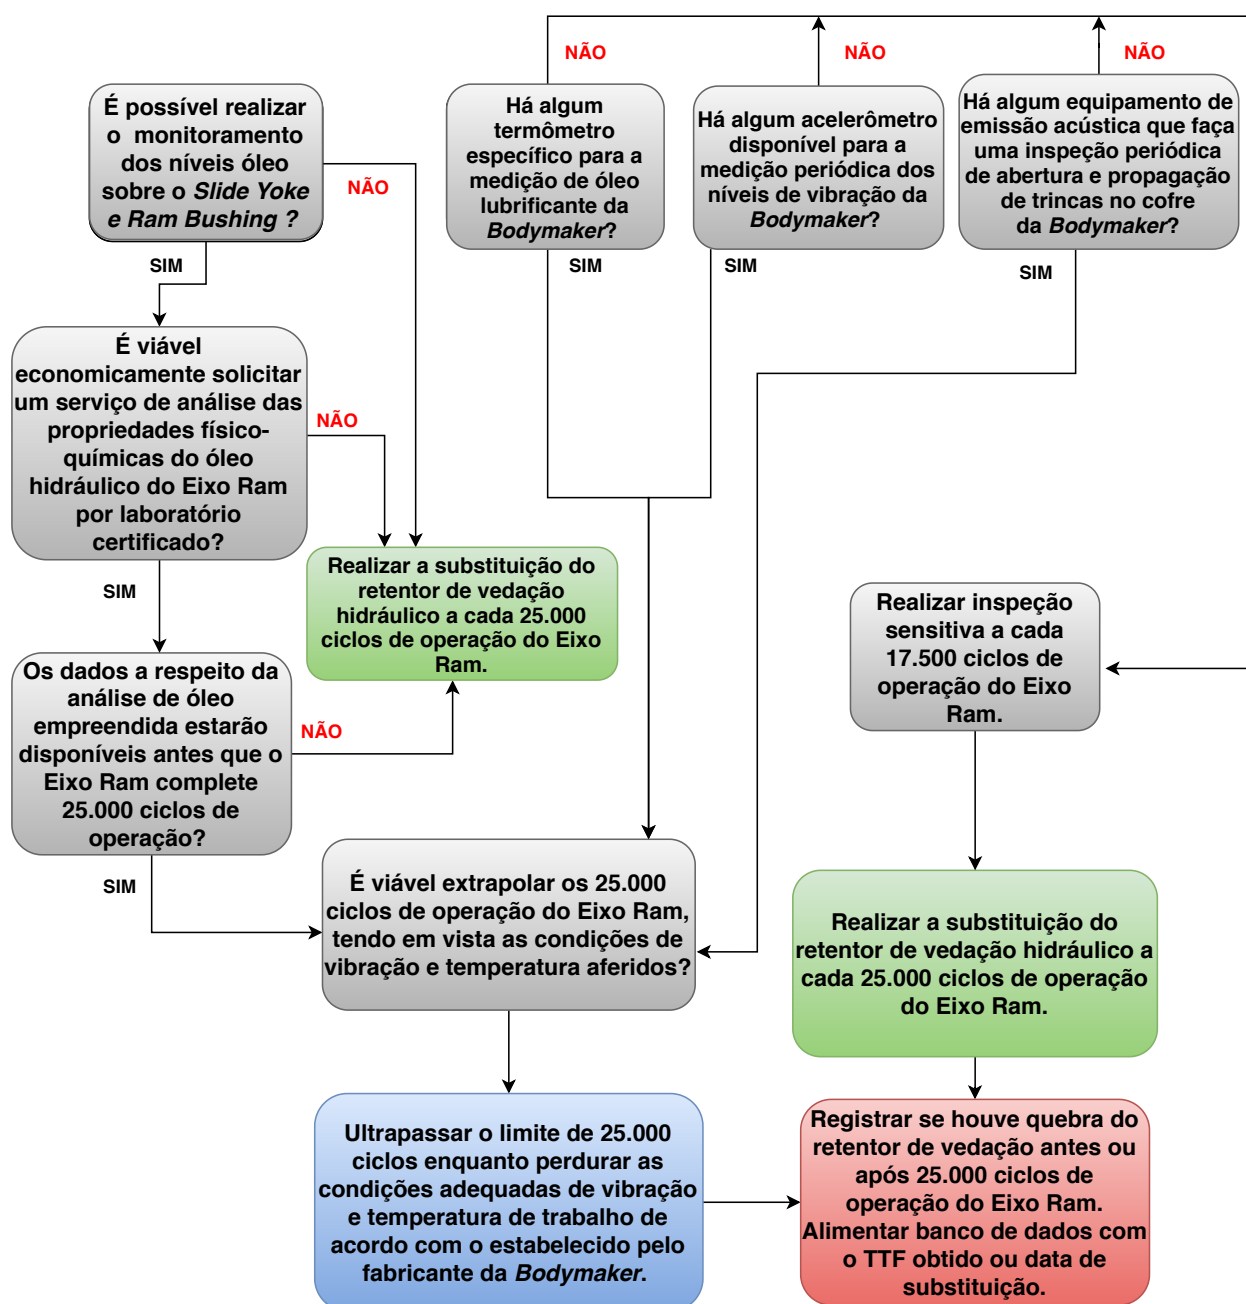 NÃO
NÃO
NÃO
É possível realizar
o monitoramento
dos níveis óleo
sobre o Slide Yoke
e Ram Bushing ?
NÃO
SIM
Há algum
termômetro
específico para a
medição de óleo
lubrificante da
Bodymaker?
SIM
Há algum acelerômetro
disponível para a
medição periódica dos
níveis de vibração da
Bodymaker?
SIM
Há algum equipamento de
emissão acústica que faça
uma inspeção periódica
de abertura e propagação
de trincas no cofre
da Bodymaker?
SIM
É viável
economicamente solicitar
um serviço de análise das
propriedades físico-
químicas do óleo
hidráulico do Eixo Ram
por laboratório
certificado?
NÃO
SIM
Realizar a substituição do
retentor de vedação
hidráulico a cada 25.000
ciclos de operação do Eixo
Ram.
Realizar inspeção
sensitiva a cada
17.500 ciclos de
operação do Eixo
Ram.
Os dados a respeito da
análise de óleo
empreendida estarão
disponíveis antes que o
Eixo Ram complete
25.000 ciclos de
operação?
NÃO
SIM
É viável extrapolar os 25.000
ciclos de operação do Eixo Ram,
tendo em vista as condições de
vibração e temperatura aferidos?
Realizar a substituição do
retentor de vedação hidráulico a
cada 25.000 ciclos de operação
do Eixo Ram.
Ultrapassar o limite de 25.000
ciclos enquanto perdurar as
condições adequadas de vibração
e temperatura de trabalho de
acordo com o estabelecido pelo
fabricante da Bodymaker.
Registrar se houve quebra do
retentor de vedação antes ou
após 25.000 ciclos de
operação do Eixo Ram.
Alimentar banco de dados com
o TTF obtido ou data de
substituição.